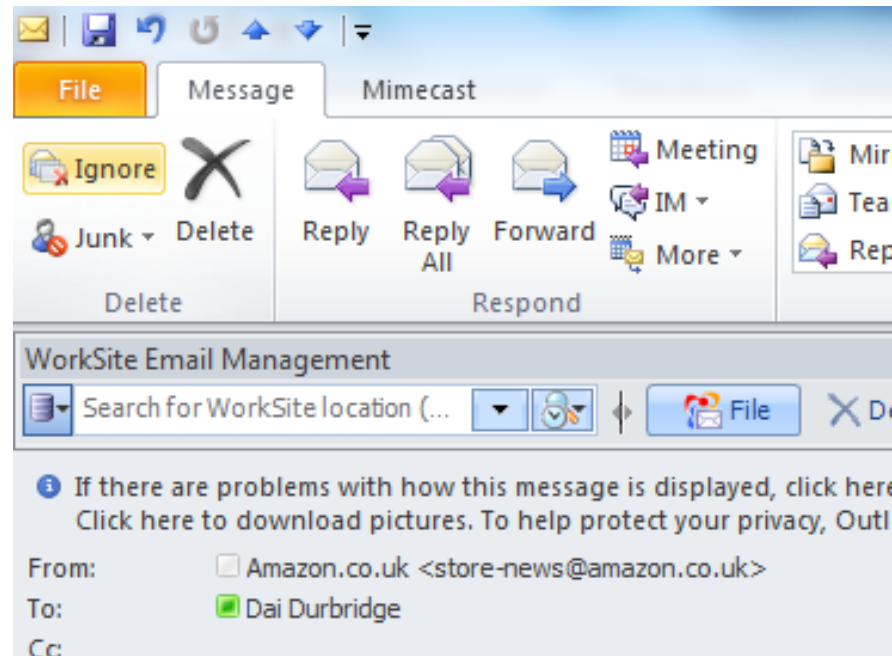 File Message Mimecast
Ignore
Junk Delete
Delete
Reply Reply All Forward
Meeting
IM
More
Respond
WorkSite Email Management
Search for WorkSite location (... File
If there are problems with how this message is displayed, click here
Click here to download pictures. To help protect your privacy,
From: Amazon.co.uk <store-news@amazon.co.uk>
To: Dai Durbridge
Cc: